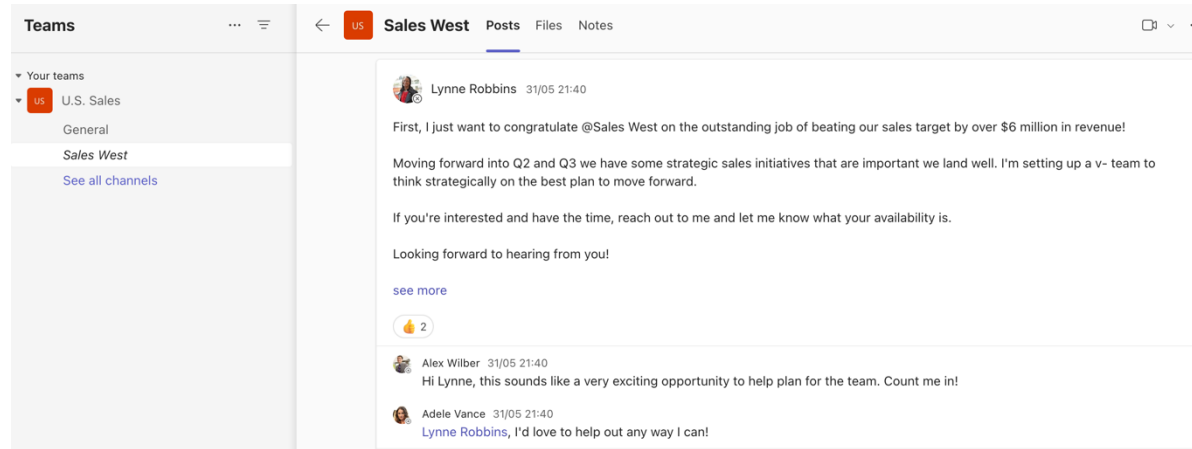 Teams
US Sales West Posts Files Notes
Your teams
US U.S. Sales
General
Sales West
See all channels
Lynne Robbins 31/05 21:40
First, I just want to congratulate @Sales West on the outstanding job of beating our sales target by over $6 million in revenue!
Moving forward into Q2 and Q3 we have some strategic sales initiatives that are important we land well. I'm setting up a v- team to
think strategically on the best plan to move forward.
If you're interested and have the time, reach out to me and let me know what your availability is.
Looking forward to hearing from you!
see more
👍 2
Alex Wilber 31/05 21:40
Hi Lynne, this sounds like a very exciting opportunity to help plan for the team. Count me in!
Adele Vance 31/05 21:40
Lynne Robbins, I'd love to help out any way I can!